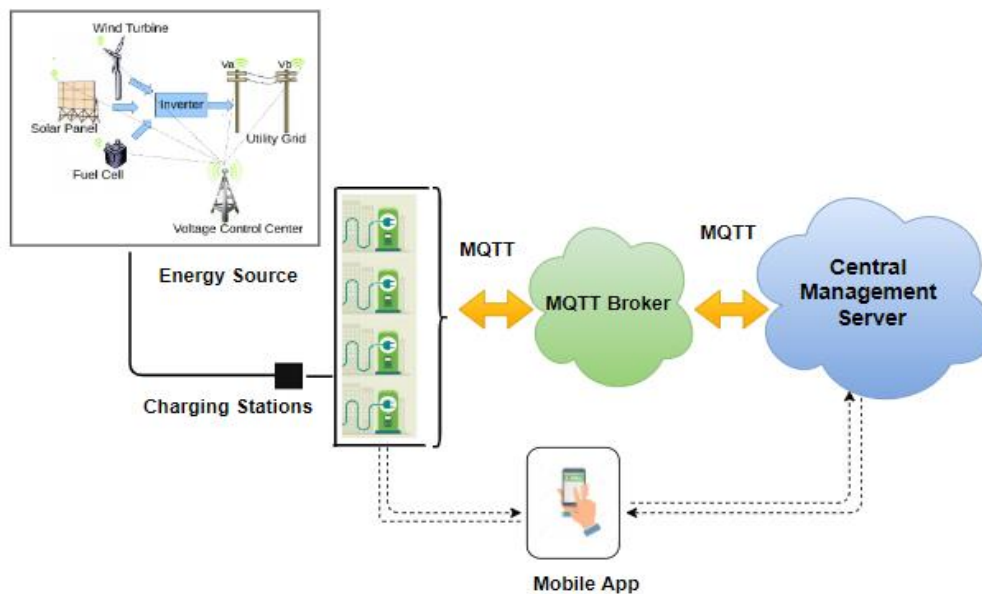 Wind Turbine
Va
Vb
Inverter
Solar Panel
Utility Grid
Fuel Cell
Voltage Control Center
Energy Source
Charging Stations
MQTT
MQTT Broker
MQTT
Central
Management
Server
Mobile App